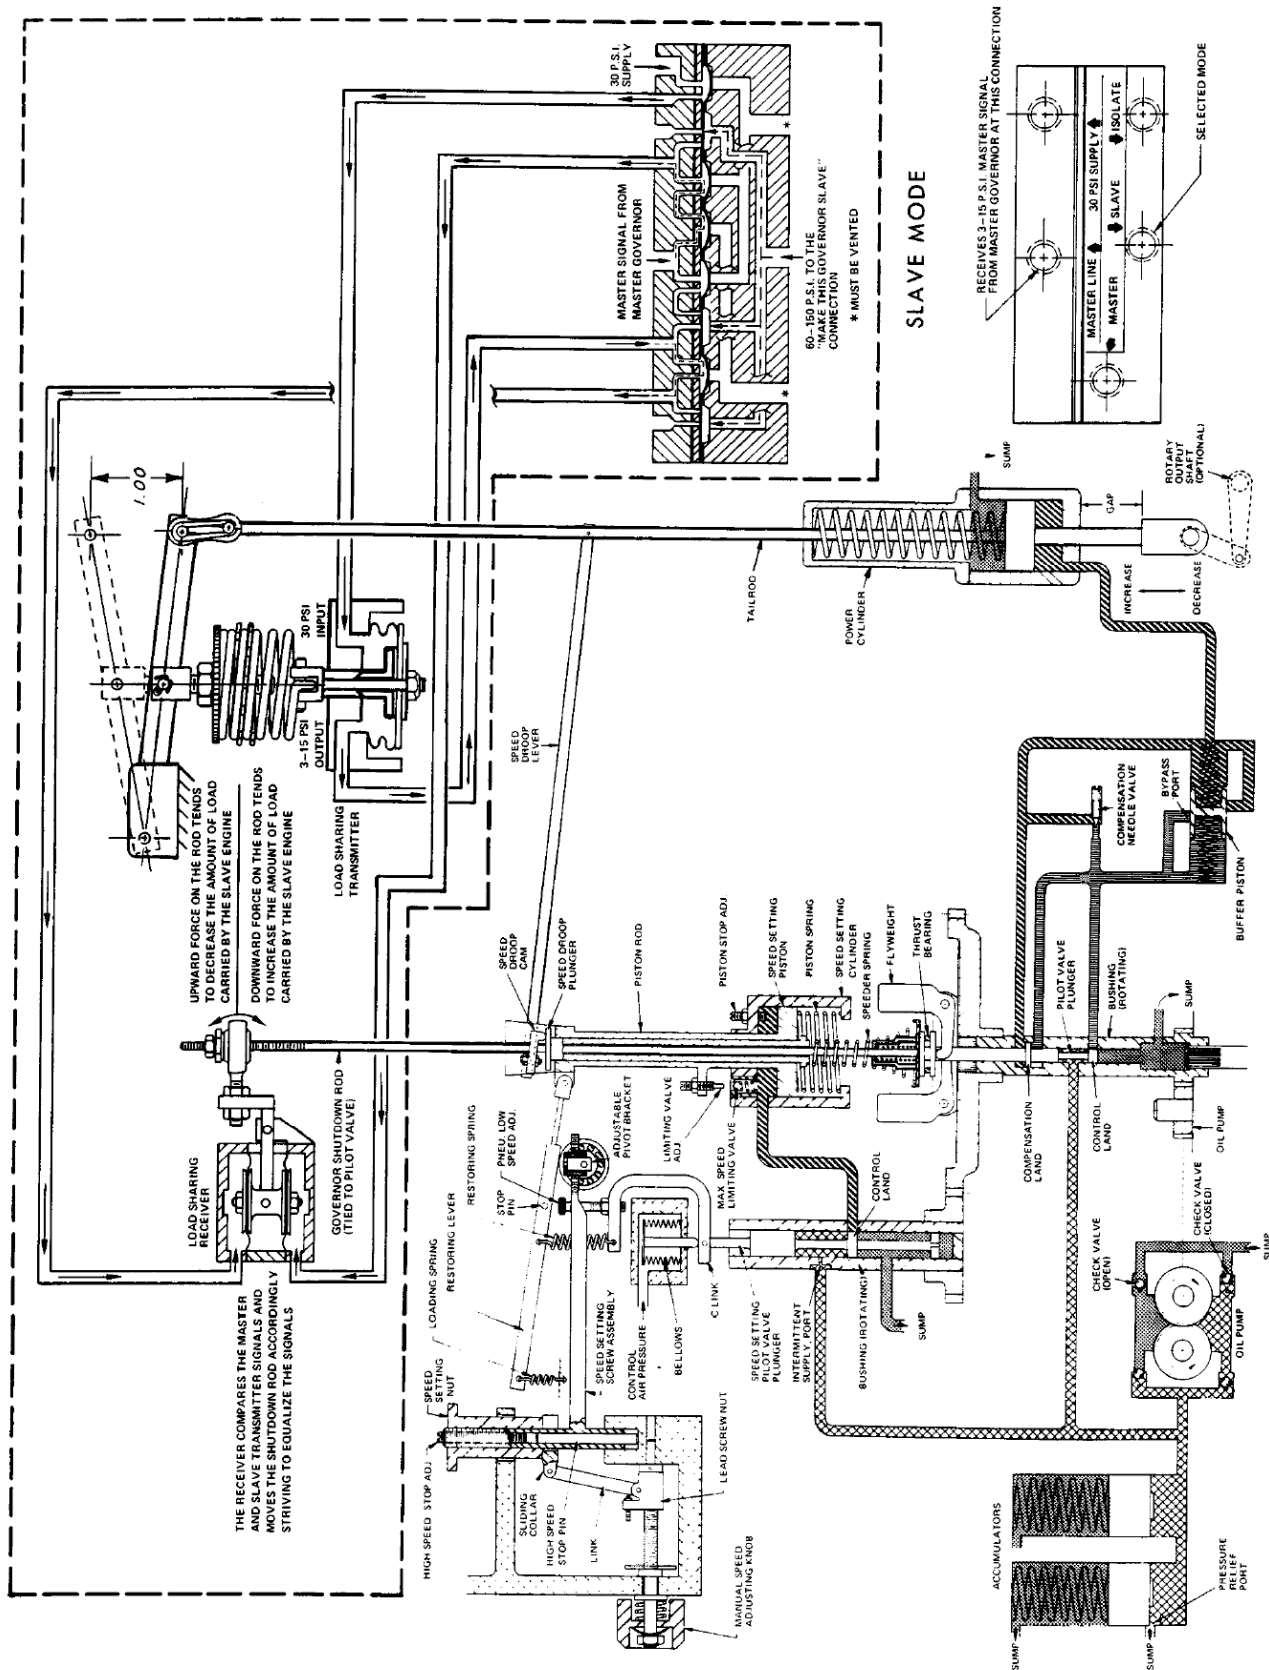 30 P.S.I.
SUPPLY
MASTER SIGNAL FROM
MASTER GOVERNOR
60–150 P.S.I. TO THE
"MAKE THIS GOVERNOR SLAVE"
CONNECTION
* MUST BE VENTED
*
*
SLAVE MODE
RECEIVES 3–15 P.S.I. MASTER SIGNAL
FROM MASTER GOVERNOR AT THIS CONNECTION
MASTER LINE
30 PSI SUPPLY
MASTER
SLAVE
ISOLATE
SELECTED MODE
1.00
30 PSI
INPUT
3–15 PSI
OUTPUT
LOAD SHARING
TRANSMITTER
UPWARD FORCE ON THE ROD TENDS
TO DECREASE THE AMOUNT OF LOAD
CARRIED BY THE SLAVE ENGINE
DOWNWARD FORCE ON THE ROD TENDS
TO INCREASE THE AMOUNT OF LOAD
CARRIED BY THE SLAVE ENGINE
LOAD SHARING
RECEIVER
GOVERNOR SHUTDOWN ROD
(TIED TO PILOT VALVE)
THE RECEIVER COMPARES THE MASTER
AND SLAVE TRANSMITTER SIGNALS AND
MOVES THE SHUTDOWN ROD ACCORDINGLY
STRIVING TO EQUALIZE THE SIGNALS
SPEED
DROOP
LEVER
TAILROD
POWER
CYLINDER
SUMP
GAP
INCREASE
DECREASE
ROTARY
OUTPUT
SHAFT
(OPTIONAL)
SPEED
DROOP
CAM
SPEED DROOP
PLUNGER
PISTON ROD
PISTON STOP ADJ.
SPEED SETTING
PISTON
PISTON SPRING
SPEED SETTING
CYLINDER
SPEEDER SPRING
FLYWEIGHT
THRUST
BEARING
COMPENSATION
NEEDLE VALVE
BYPASS
PORT
BUFFER PISTON
PILOT VALVE
PLUNGER
BUSHING
(ROTATING)
SUMP
COMPENSATION
LAND
CONTROL
LAND
OIL PUMP
HIGH SPEED STOP ADJ
SPEED
SETTING
NUT
LOADING SPRING
RESTORING LEVER
RESTORING SPRING
STOP
PIN
PNEU. LOW
SPEED ADJ.
ADJUSTABLE
PIVOT BRACKET
LIMITING VALVE
ADJ.
MAX SPEED
LIMITING VALVE
CONTROL
LAND
SLIDING
COLLAR
HIGH SPEED
STOP PIN
LINK
SPEED SETTING
SCREW ASSEMBLY
CONTROL
AIR PRESSURE
BELLOWS
C LINK
LEAD SCREW NUT
MANUAL SPEED
ADJUSTING KNOB
SPEED SETTING
PILOT VALVE
PLUNGER
INTERMITTENT
SUPPLY, PORT
BUSHING (ROTATING)
SUMP
CHECK VALVE
(OPEN)
CHECK VALVE
(CLOSED)
OIL PUMP
SUMP
ACCUMULATORS
PRESSURE
RELIEF
PORT
SUMP
SUMP